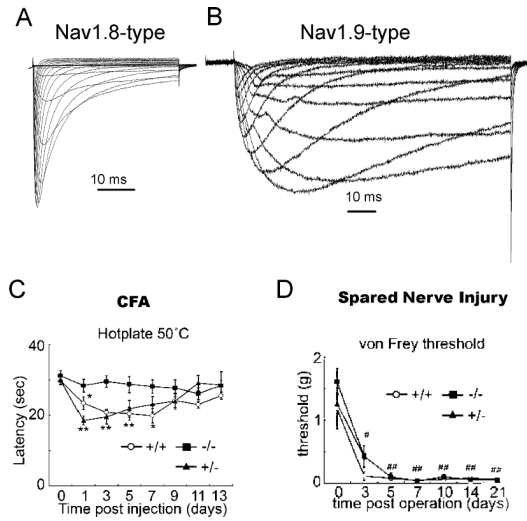 A
Nav1.8-type
B
Nav1.9-type
10 ms
10 ms
C
CFA
Hotplate 50˚C
Latency (sec)
40
20
0
*
**
**
**
*
+/+
-/-
+/-
0 1 3 5 7 9 11 13
Time post injection (days)
D
Spared Nerve Injury
von Frey threshold
threshold (g)
2
1
0
+/+
-/-
+/-
#
##
##
##
##
##
0 3 5 7 10 14 21
time post operation (days)